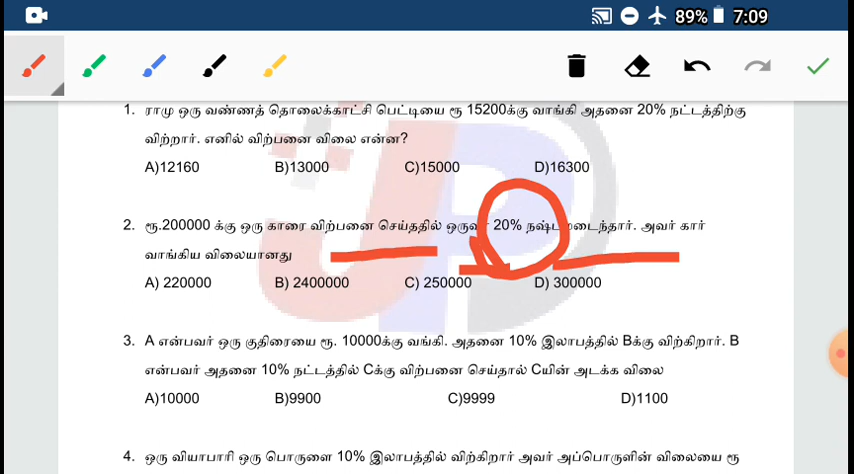 89% 7:09
1. ராமு ஒரு வண்ணத் தொலைக்காட்சி பெட்டியை ரூ 15200க்கு வாங்கி அதனை 20% நட்டத்திற்கு
விற்றார். எனில் விற்பனை விலை என்ன?
A)12160 B)13000 C)15000 D)16300
2. ரூ.200000 க்கு ஒரு காரை விற்பனை செய்ததில் ஒருவர் 20% நஷ்டமடைந்தார். அவர் கார்
வாங்கிய விலையானது
A) 220000 B) 2400000 C) 250000 D) 300000
3. A என்பவர் ஒரு குதிரையை ரூ. 10000க்கு வங்கி. அதனை 10% இலாபத்தில் Bக்கு விற்கிறார். B
என்பவர் அதனை 10% நட்டத்தில் Cக்கு விற்பனை செய்தால் Cயின் அடக்க விலை
A)10000 B)9900 C)9999 D)1100
4. ஒரு வியாபாரி ஒரு பொருளை 10% இலாபத்தில் விற்கிறார் அவர் அப்பொருளின் விலையை ரூ